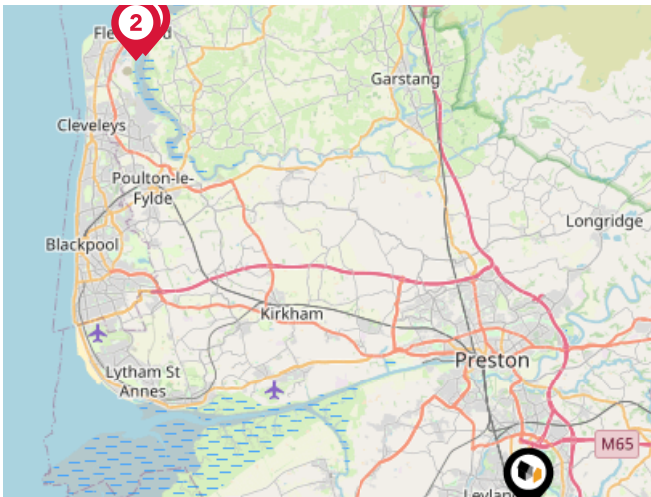 2
Garstang
Cleveleys
Poulton-le-
Fylde
Longridge
Blackpool
Kirkham
Preston
Lytham St
Annes
M65